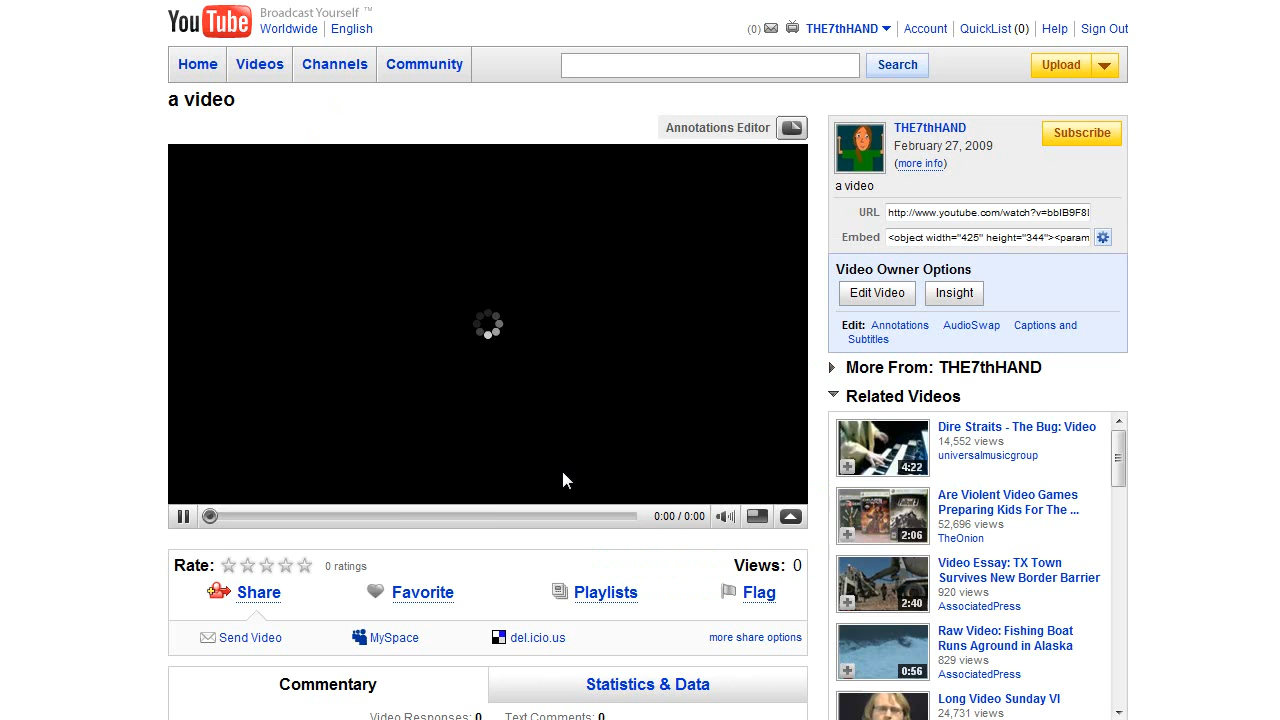 YouTube Broadcast Yourself ™
Worldwide English
(0) THE7thHAND Account QuickList (0) Help Sign Out
Home Videos Channels Community Search Upload
a video
Annotations Editor
THE7thHAND
February 27, 2009
(more info)
Subscribe
a video
URL http://www.youtube.com/watch?v=
Embed <object width="425" height="344"><param
Video Owner Options
Edit Video Insight
Edit: Annotations AudioSwap Captions and
Subtitles
More From: THE7thHAND
Related Videos
Dire Straits - The Bug: Video
14,552 views
universalmusicgroup
4:22
Are Violent Video Games
Preparing Kids For The ...
52,696 views
TheOnion
2:06
Video Essay: TX Town
Survives New Border Barrier
920 views
AssociatedPress
2:40
Raw Video: Fishing Boat
Runs Aground in Alaska
829 views
AssociatedPress
0:56
Long Video Sunday VI
24,731 views
0:00 / 0:00
Rate: 0 ratings Views: 0
Share Favorite Playlists Flag
Send Video MySpace del.icio.us more share options
Commentary Statistics & Data
Video Responses: 0 Text Comments: 0